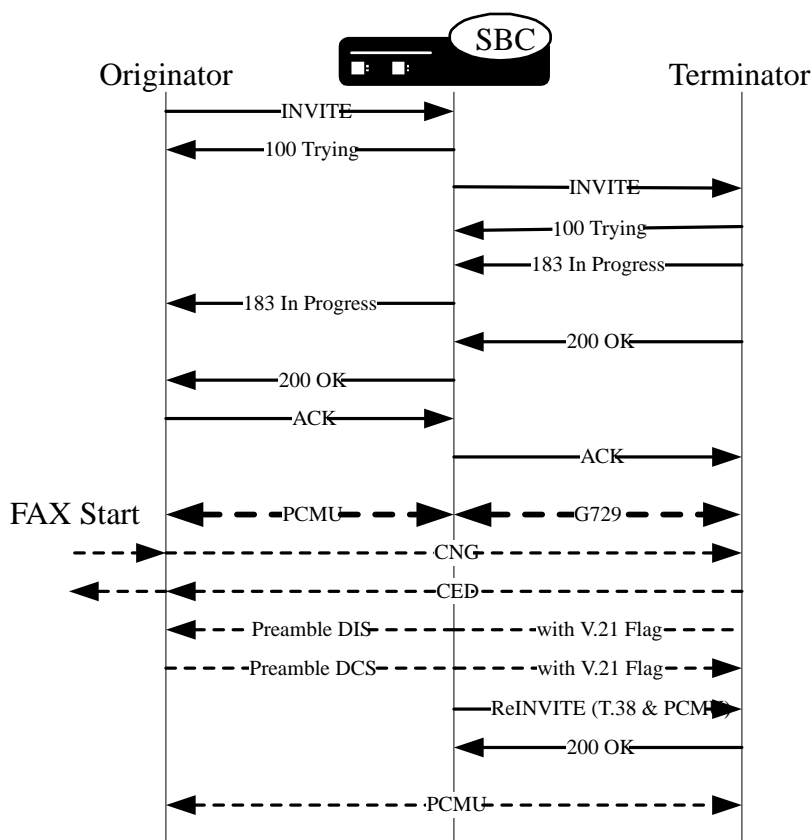 SBC
Originator
Terminator
INVITE
100 Trying
INVITE
100 Trying
183 In Progress
183 In Progress
200 OK
200 OK
ACK
ACK
FAX Start
PCMU
G729
CNG
CED
Preamble DIS
with V.21 Flag
Preamble DCS
with V.21 Flag
ReINVITE (T.38 & PCMU)
200 OK
PCMU